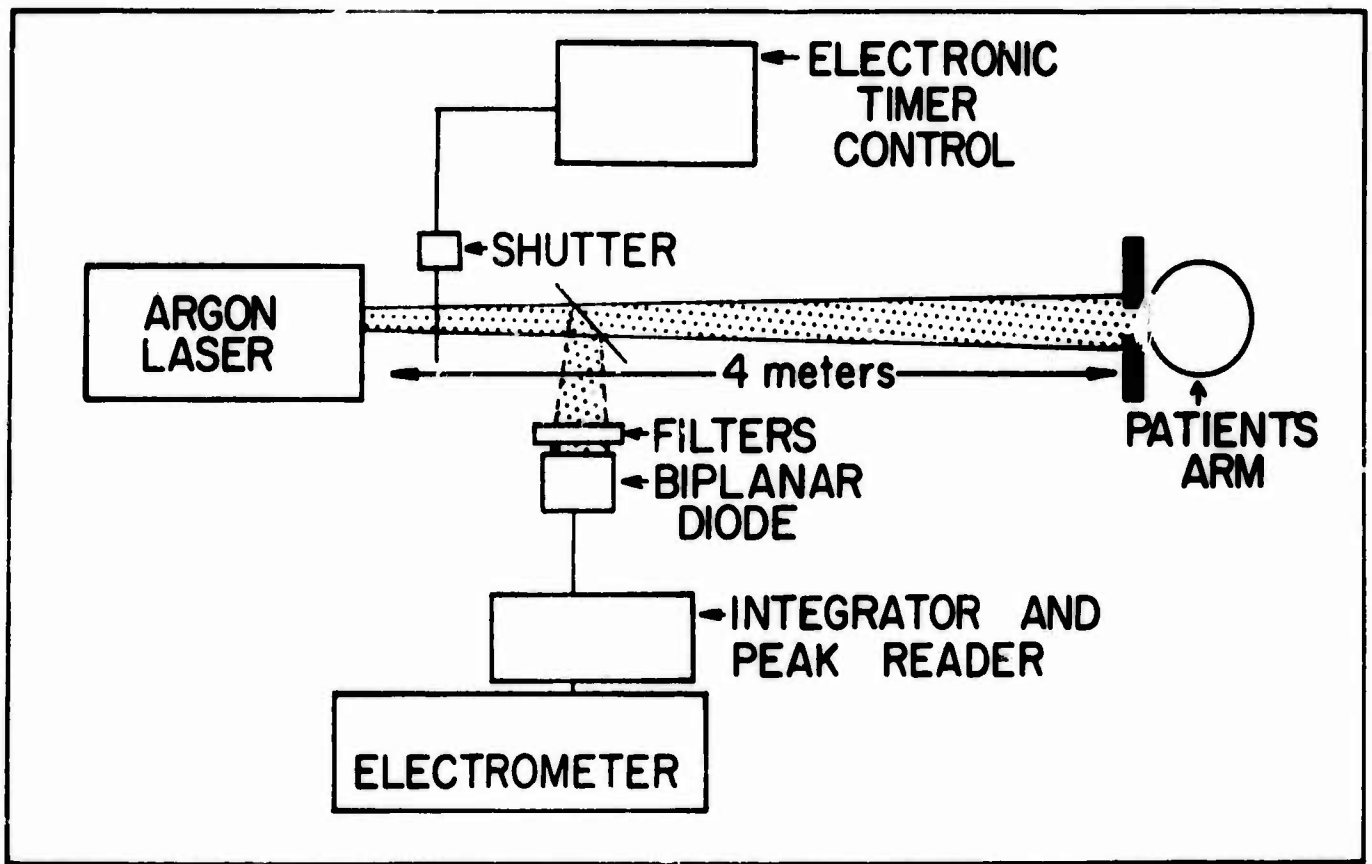 ELECTRONIC
TIMER
CONTROL
SHUTTER
ARGON
LASER
4 meters
PATIENTS
ARM
FILTERS
BIPLANAR
DIODE
INTEGRATOR AND
PEAK READER
ELECTROMETER